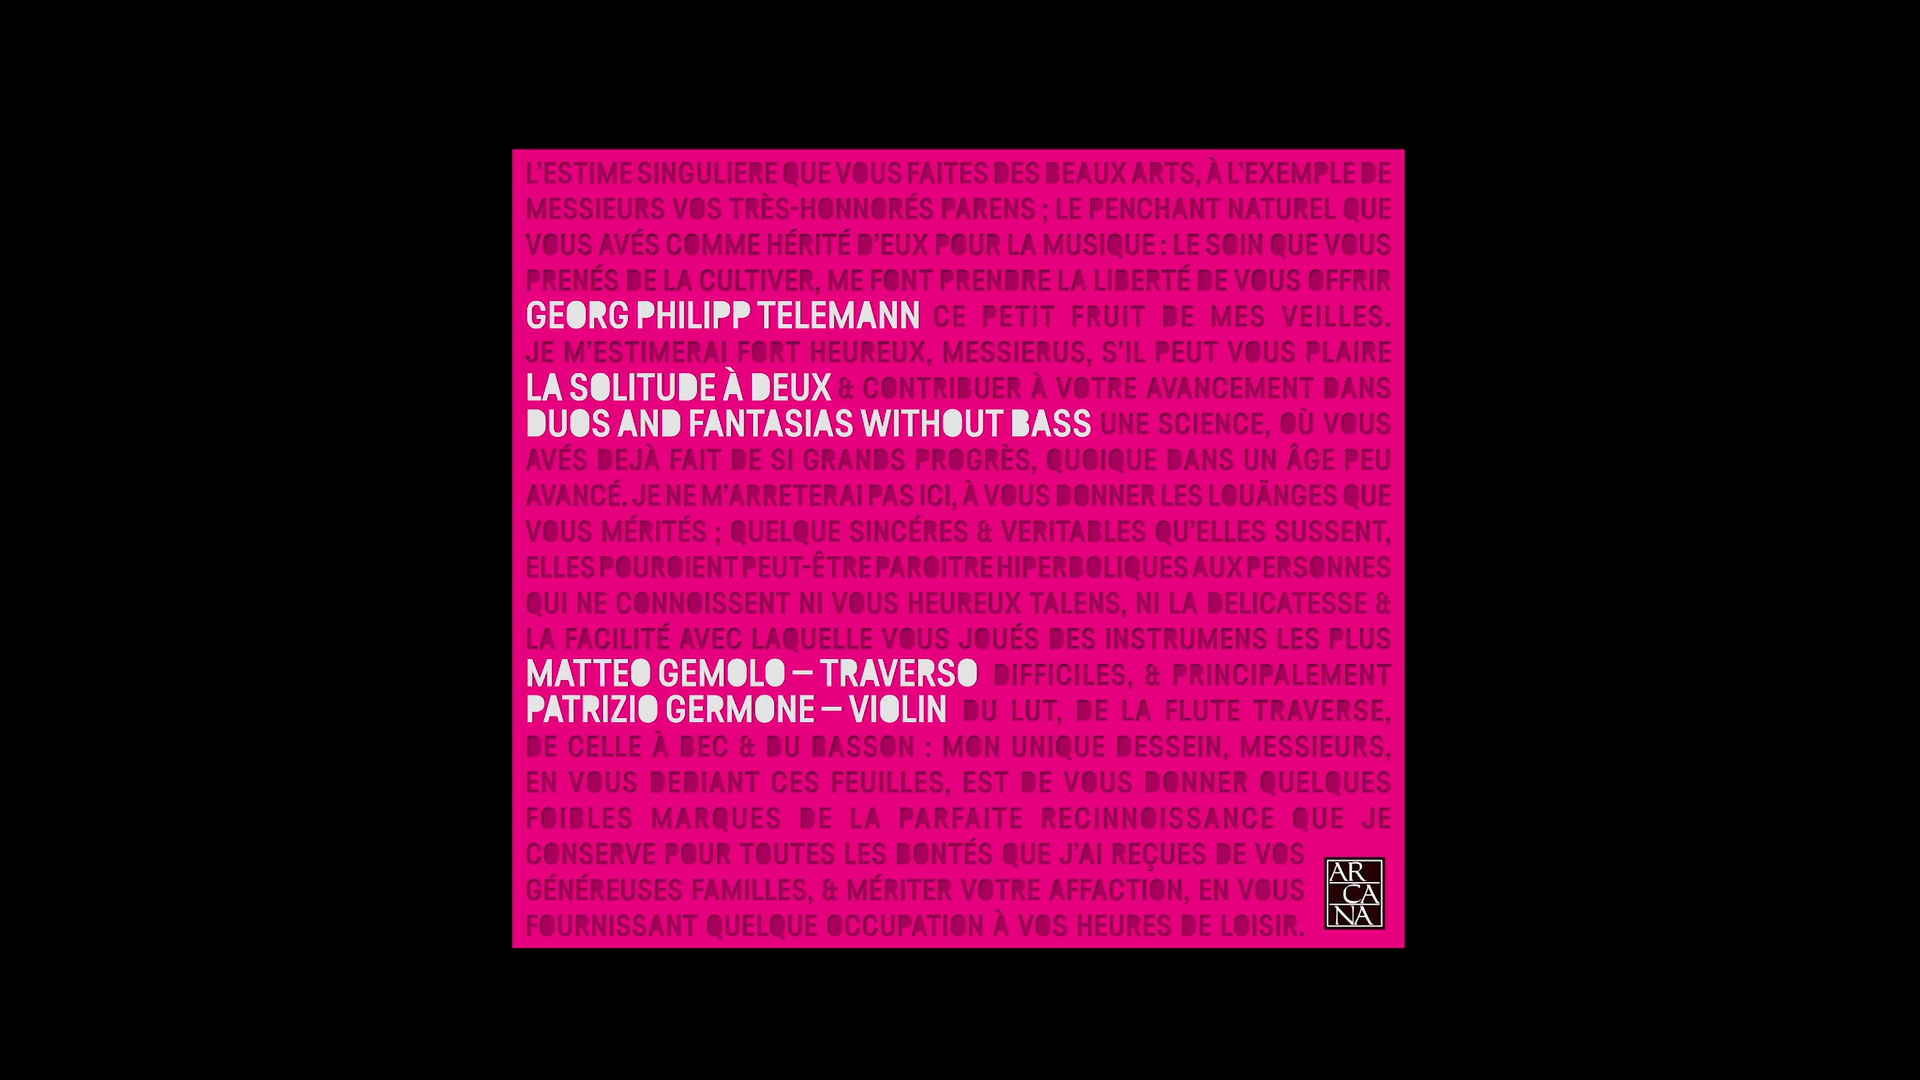 L'ESTIME SINGULIERE QUE VOUS FAITES DES BEAUX ARTS, À L'EXEMPLE DE
MESSIEURS VOS TRÈS-HONNORÉS PARENS ; LE PENCHANT NATUREL QUE
VOUS AVÉS COMME HÉRITÉ D'EUX POUR LA MUSIQUE : LE SOIN QUE VOUS
PRENÉS DE LA CULTIVER, ME FONT PRENDRE LA LIBERTÉ DE VOUS OFFRIR
GEORG PHILIPP TELEMANN CE PETIT FRUIT DE MES VEILLES.
JE M'ESTIMERAI FORT HEUREUX, MESSIERUS, S'IL PEUT VOUS PLAIRE
LA SOLITUDE À DEUX & CONTRIBUER À VOTRE AVANCEMENT DANS
DUOS AND FANTASIAS WITHOUT BASS UNE SCIENCE, OÙ VOUS
AVÉS DEJÀ FAIT DE SI GRANDS PROGRÈS, QUOIQUE DANS UN ÂGE PEU
AVANCÉ. JE NE M'ARRETERAI PAS ICI, À VOUS DONNER LES LOUÄNGES QUE
VOUS MÉRITÉS ; QUELQUE SINCÉRES & VERITABLES QU'ELLES SUSSENT,
ELLES POUROIENT PEUT-ÊTRE PAROITRE HIPERBOLIQUES AUX PERSONNES
QUI NE CONNOISSENT NI VOUS HEUREUX TALENS, NI LA DELICATESSE &
LA FACILITÉ AVEC LAQUELLE VOUS JOUÉS DES INSTRUMENS LES PLUS
MATTEO GEMOLO – TRAVERSO DIFFICILES, & PRINCIPALEMENT
PATRIZIO GERMONE – VIOLIN DU LUT, DE LA FLUTE TRAVERSE,
DE CELLE À BEC & DU BASSON : MON UNIQUE DESSEIN, MESSIEURS,
EN VOUS DEDIANT CES FEUILLES, EST DE VOUS DONNER QUELQUES
FOIBLES MARQUES DE LA PARFAITE RECINNOISSANCE QUE JE
CONSERVE POUR TOUTES LES BONTÉS QUE J'AI REÇUES DE VOS
GÉNÉREUSES FAMILLES, & MÉRITER VOTRE AFFACTION, EN VOUS
FOURNISSANT QUELQUE OCCUPATION À VOS HEURES DE LOISIR.
AR
CA
NA